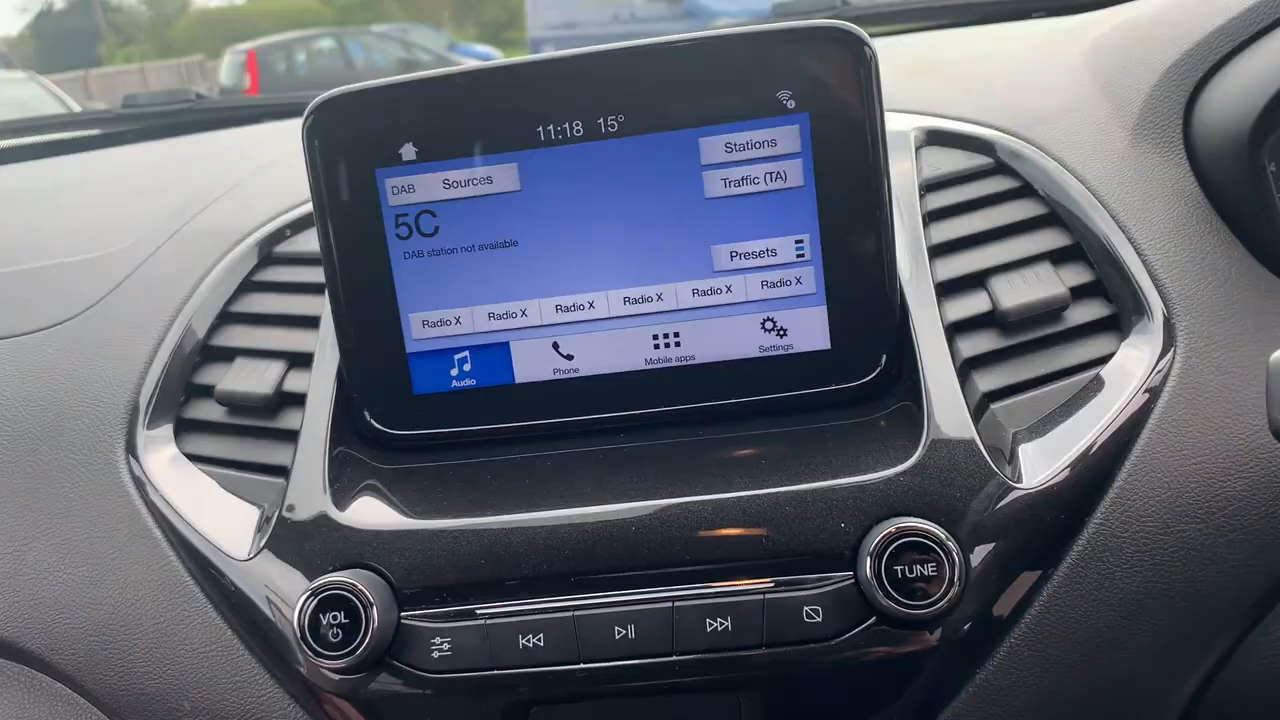 11:18 15°
DAB Sources
Stations
Traffic (TA)
5C
DAB station not available
Presets
Radio X Radio X Radio X Radio X Radio X Radio X
Audio Phone Mobile apps Settings
VOL
TUNE